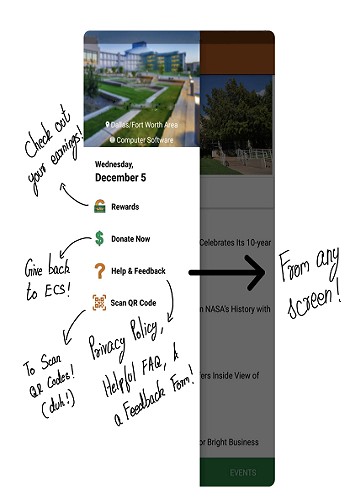 Dallas/Fort Worth Area
Computer Software
Check out
your earnings!
Wednesday,
December 5
Rewards
Donate Now
Celebrates Its 10-year
Give back
to ECS!
Help & Feedback
From any
screen!
Scan QR Code
n NASA's History with
To Scan
QR Codes!
(duh!)
Privacy Policy,
Helpful FAQ, &
a Feedback Form!
ers Inside View of
or Bright Business
EVENTS